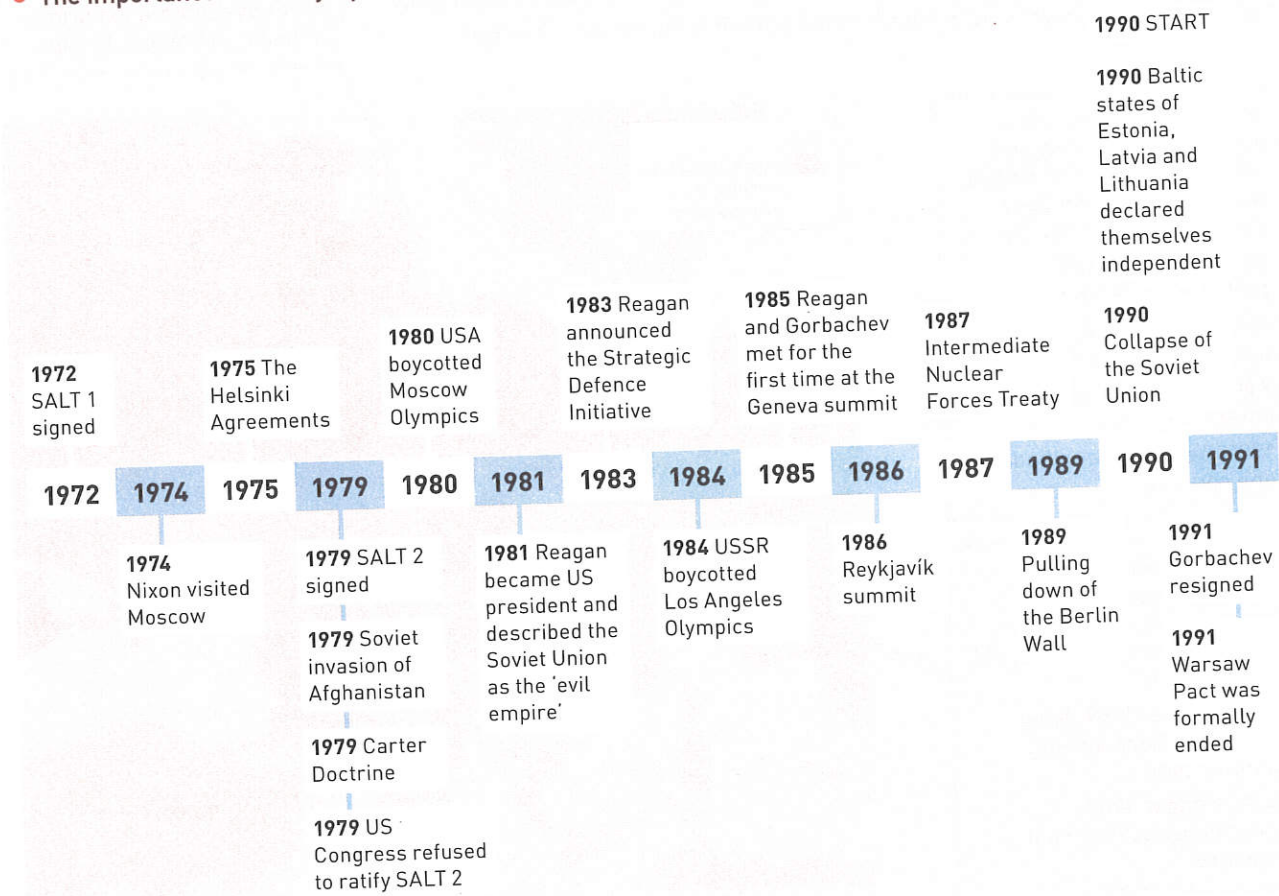 The
1990 START
1990 Baltic
states of
Estonia,
Latvia and
Lithuania
declared
themselves
independent
1972
SALT 1
signed
1975 The
Helsinki
Agreements
1980 USA
boycotted
Moscow
Olympics
1983 Reagan
announced
the Strategic
Defence
Initiative
1985 Reagan
and Gorbachev
met for the
first time at the
Geneva summit
1987
Intermediate
Nuclear
Forces Treaty
1990
Collapse of
the Soviet
Union
1972 1974 1975 1979 1980 1981 1983 1984 1985 1986 1987 1989 1990 1991
1974
Nixon visited
Moscow
1979 SALT 2
signed
1979 Soviet
invasion of
Afghanistan
1979 Carter
Doctrine
1979 US
Congress refused
to ratify SALT 2
1981 Reagan
became US
president and
described the
Soviet Union
as the 'evil
empire'
1984 USSR
boycotted
Los Angeles
Olympics
1986
Reykjavík
summit
1989
Pulling
down of
the Berlin
Wall
1991
Gorbachev
resigned
1991
Warsaw
Pact was
formally
ended